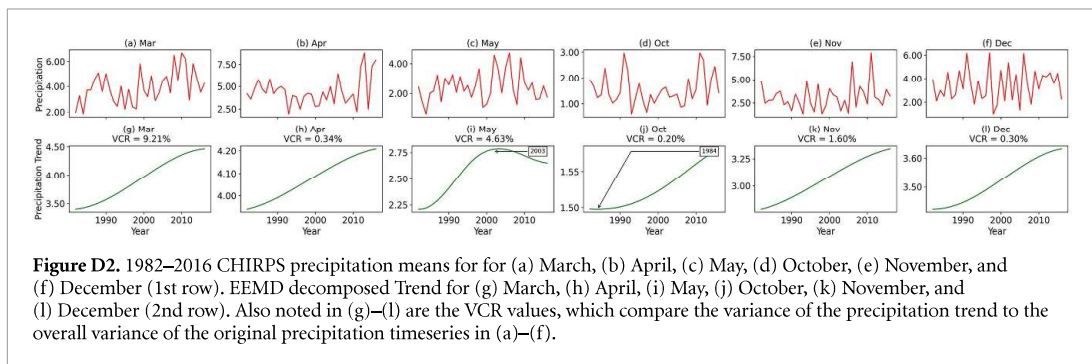 (a) Mar
(b) Apr
(c) May
(d) Oct
(e) Nov
(f) Dec
Precipitation
6.00
4.00
2.00
7.50
5.00
2.50
4.00
2.00
3.00
2.00
1.00
7.50
5.00
2.50
6.00
4.00
2.00
(g) Mar
VCR = 9.21%
(h) Apr
VCR = 0.34%
(i) May
VCR = 4.63%
(j) Oct
VCR = 0.20%
(k) Nov
VCR = 1.60%
(l) Dec
VCR = 0.30%
Precipitation Trend
4.50
4.00
3.50
4.20
4.10
4.00
2.75
2.50
2.25
2003
1.55
1.50
1984
3.25
3.00
3.60
3.50
1990 2000 2010
1990 2000 2010
1990 2000 2010
1990 2000 2010
1990 2000 2010
1990 2000 2010
Year
Year
Year
Year
Year
Year
Figure D2. 1982–2016 CHIRPS precipitation means for for (a) March, (b) April, (c) May, (d) October, (e) November, and
(f) December (1st row). EEMD decomposed Trend for (g) March, (h) April, (i) May, (j) October, (k) November, and
(l) December (2nd row). Also noted in (g)–(l) are the VCR values, which compare the variance of the precipitation trend to the
overall variance of the original precipitation timeseries in (a)–(f).